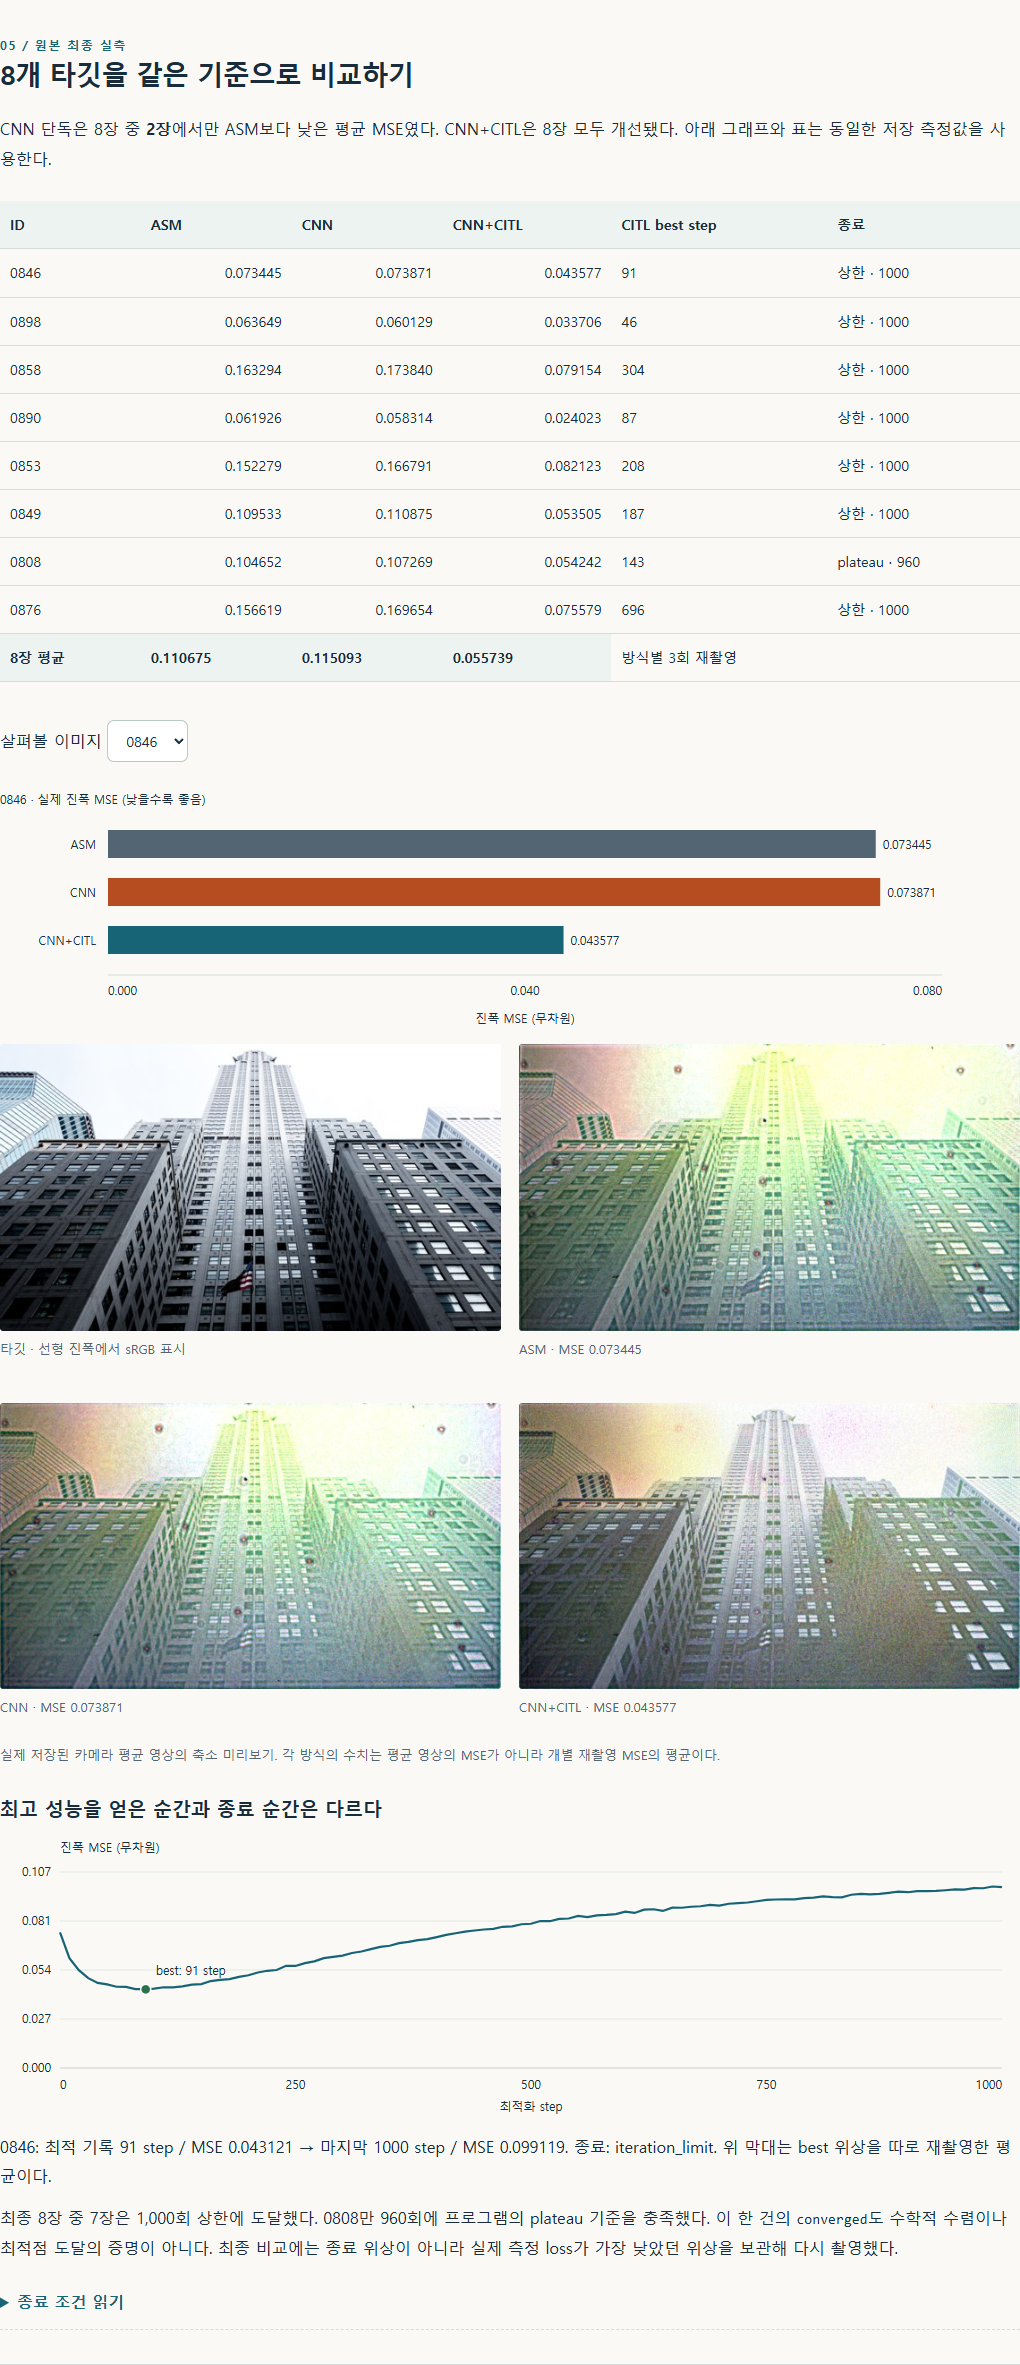 05 / 원본 최종 실측
8개 타깃을 같은 기준으로 비교하기
CNN 단독은 8장 중 2장에서만 ASM보다 낮은 평균 MSE였다. CNN+CITL은 8장 모두 개선됐다. 아래 그래프와 표는 동일한 저장 측정값을 사
용한다.
ID ASM CNN CNN+CITL CITL best step 종료
0846 0.073445 0.073871 0.043577 91 상한 · 1000
0898 0.063649 0.060129 0.033706 46 상한 · 1000
0858 0.163294 0.173840 0.079154 304 상한 · 1000
0890 0.061926 0.058314 0.024023 87 상한 · 1000
0853 0.152279 0.166791 0.082123 208 상한 · 1000
0849 0.109533 0.110875 0.053505 187 상한 · 1000
0808 0.104652 0.107269 0.054242 143 plateau · 960
0876 0.156619 0.169654 0.075579 696 상한 · 1000
8장 평균 0.110675 0.115093 0.055739 방식별 3회 재촬영
살펴볼 이미지 0846
0846 · 실제 진폭 MSE (낮을수록 좋음)
ASM 0.073445
CNN 0.073871
CNN+CITL 0.043577
0.000 0.040 0.080
진폭 MSE (무차원)
타깃 · 선형 진폭에서 sRGB 표시
ASM · MSE 0.073445
CNN · MSE 0.073871
CNN+CITL · MSE 0.043577
실제 저장된 카메라 평균 영상의 축소 미리보기. 각 방식의 수치는 평균 영상의 MSE가 아니라 개별 재촬영 MSE의 평균이다.
최고 성능을 얻은 순간과 종료 순간은 다르다
진폭 MSE (무차원)
0.107
0.081
best: 91 step
0.054
0.027
0.000
0 250 500 750 1000
최적화 step
0846: 최적 기록 91 step / MSE 0.043121 → 마지막 1000 step / MSE 0.099119. 종료: iteration_limit. 위 막대는 best 위상을 따로 재촬영한 평
균이다.
최종 8장 중 7장은 1,000회 상한에 도달했다. 0808만 960회에 프로그램의 plateau 기준을 충족했다. 이 한 건의 converged도 수학적 수렴이나
최적점 도달의 증명이 아니다. 최종 비교에는 종료 위상이 아니라 실제 측정 loss가 가장 낮았던 위상을 보관해 다시 촬영했다.
▶ 종료 조건 읽기